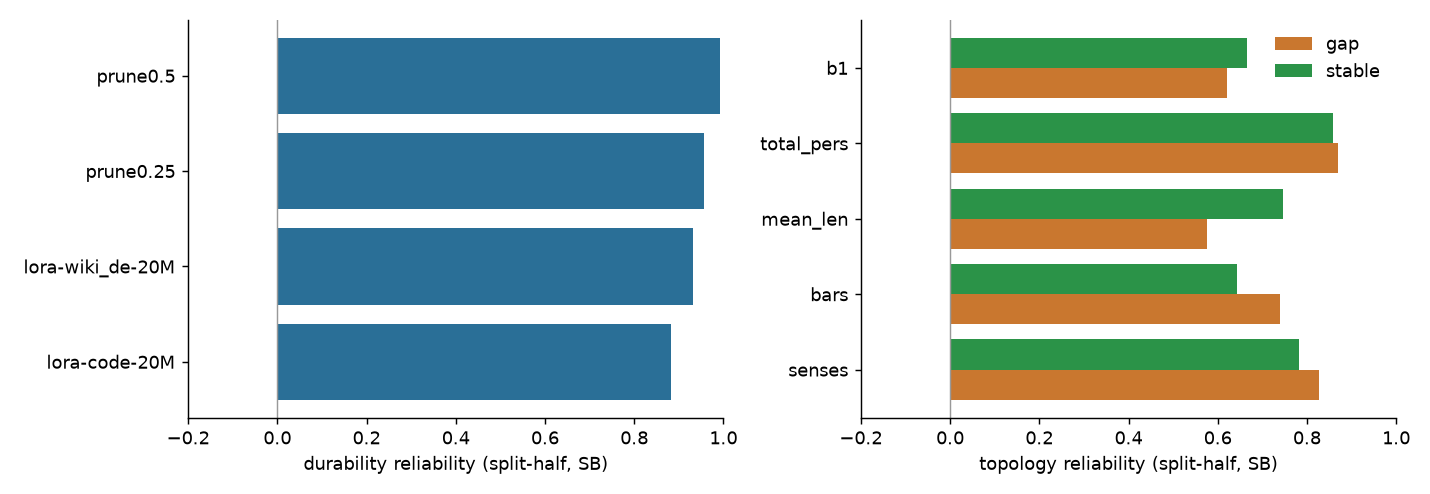 prune0.5
prune0.25
lora-wiki_de-20M
lora-code-20M
−0.2 0.0 0.2 0.4 0.6 0.8 1.0
durability reliability (split-half, SB)
gap
stable
b1
total_pers
mean_len
bars
senses
−0.2 0.0 0.2 0.4 0.6 0.8 1.0
topology reliability (split-half, SB)